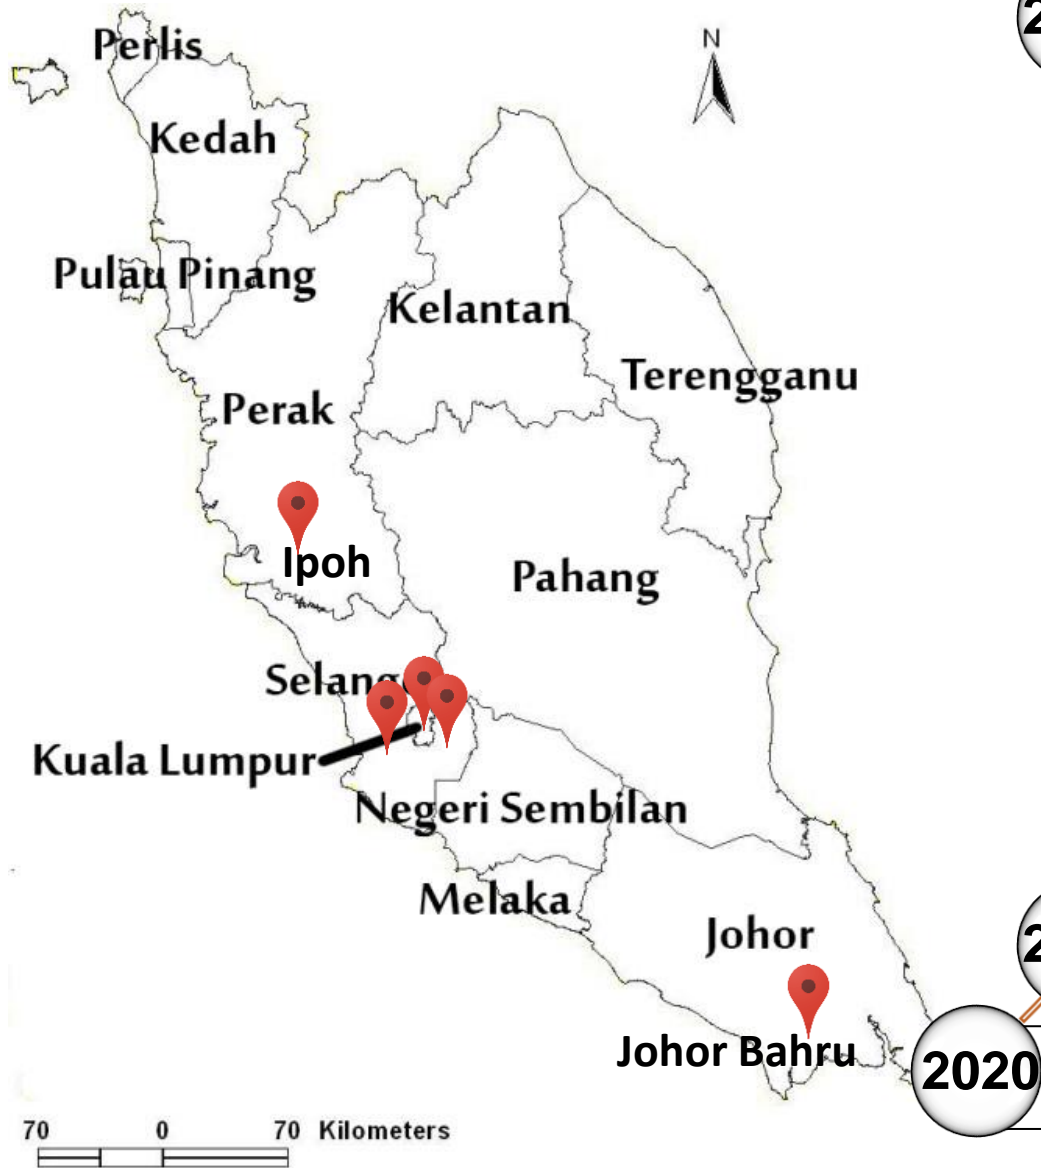 N
Perlis
Kedah
Pulau Pinang
Kelantan
Terengganu
Perak
Ipoh
Pahang
Kuala Lumpur
Negeri Sembilan
Melaka
Johor
Johor Bahru
2020
70 0 70 Kilometers